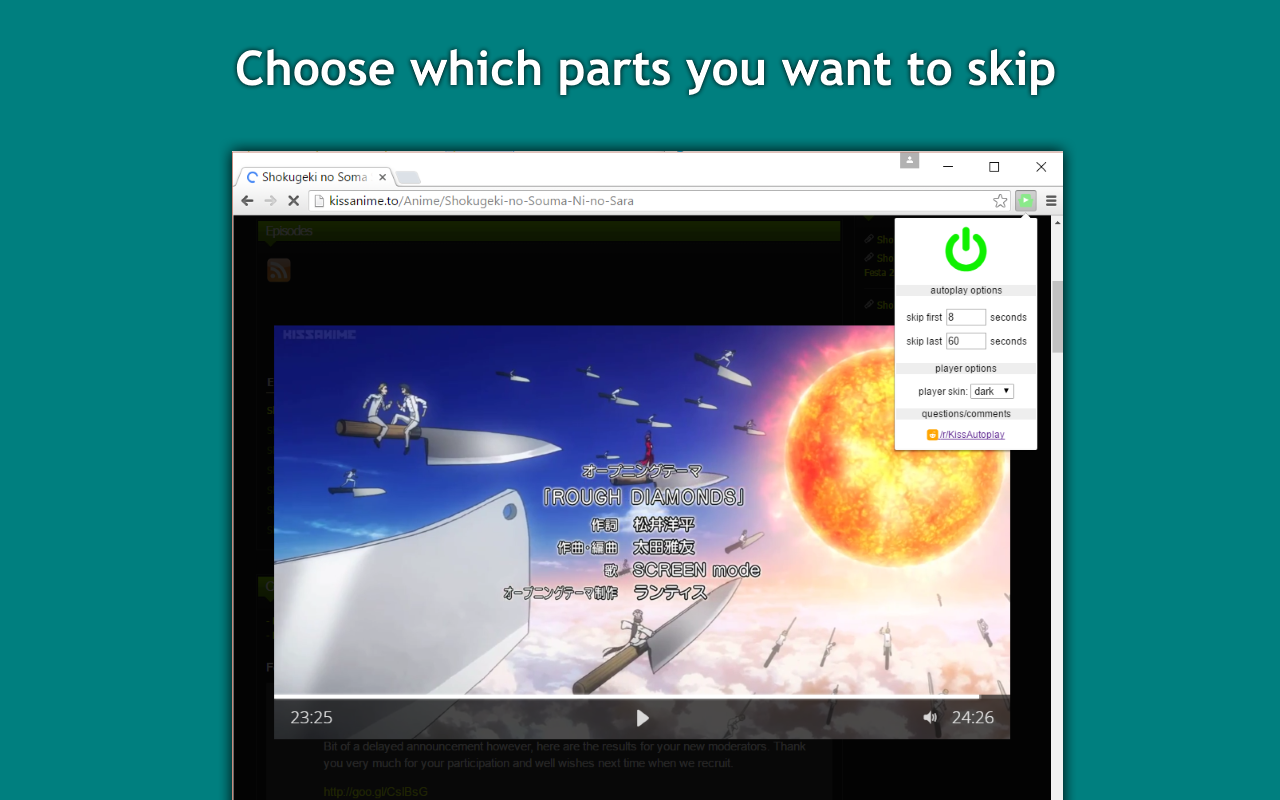 Choose which parts you want to skip
Shokugeki no Soma
kissanime.to/Anime/Shokugeki-no-Souma-Ni-no-Sara
Episodes
Sho
Sho
Festa 2
Sho
autoplay options
skip first 8 seconds
skip last 60 seconds
player options
player skin: dark
questions/comments
/r/KissAutoplay
KISSANIME
オープニングテーマ
「ROUGH DIAMONDS」
作詞 松井洋平
作曲・編曲 太田雅友
歌 SCREEN mode
オープニングテーマ制作 ランティス
23:25
24:26
Bit of a delayed announcement however, here are the results for your new moderators. Thank
you very much for your participation and well wishes next time when we recruit.
http://goo.gl/CslBsG